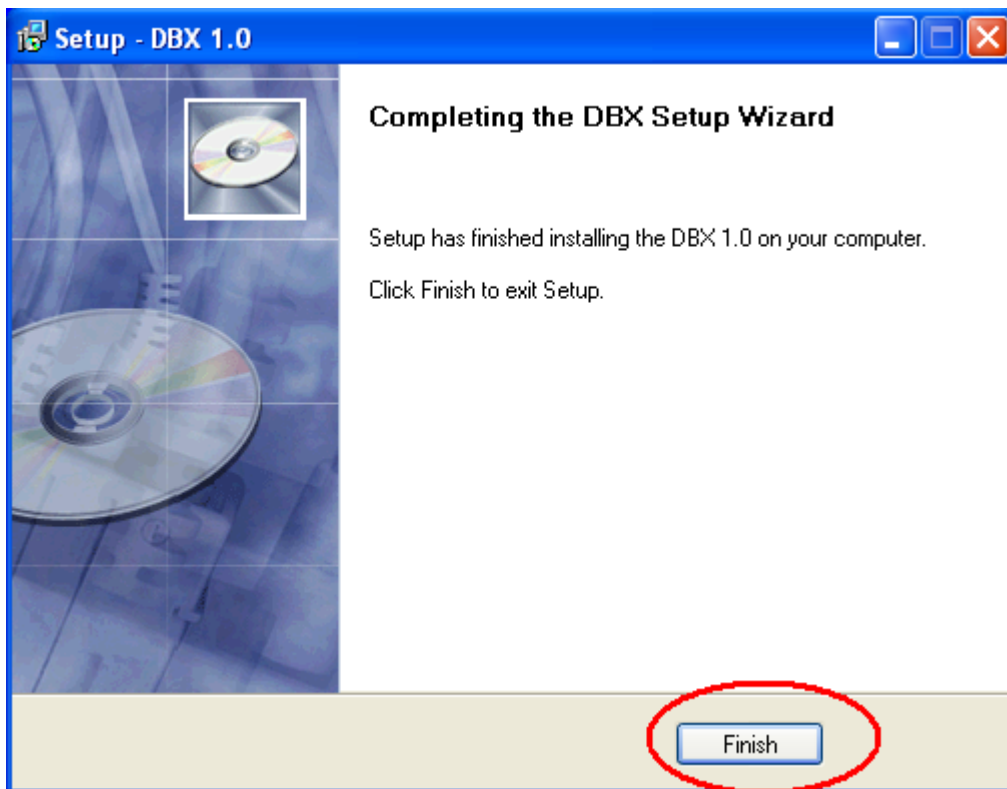 Setup - DBX 1.0
Completing the DBX Setup Wizard
Setup has finished installing the DBX 1.0 on your computer.
Click Finish to exit Setup.
Finish